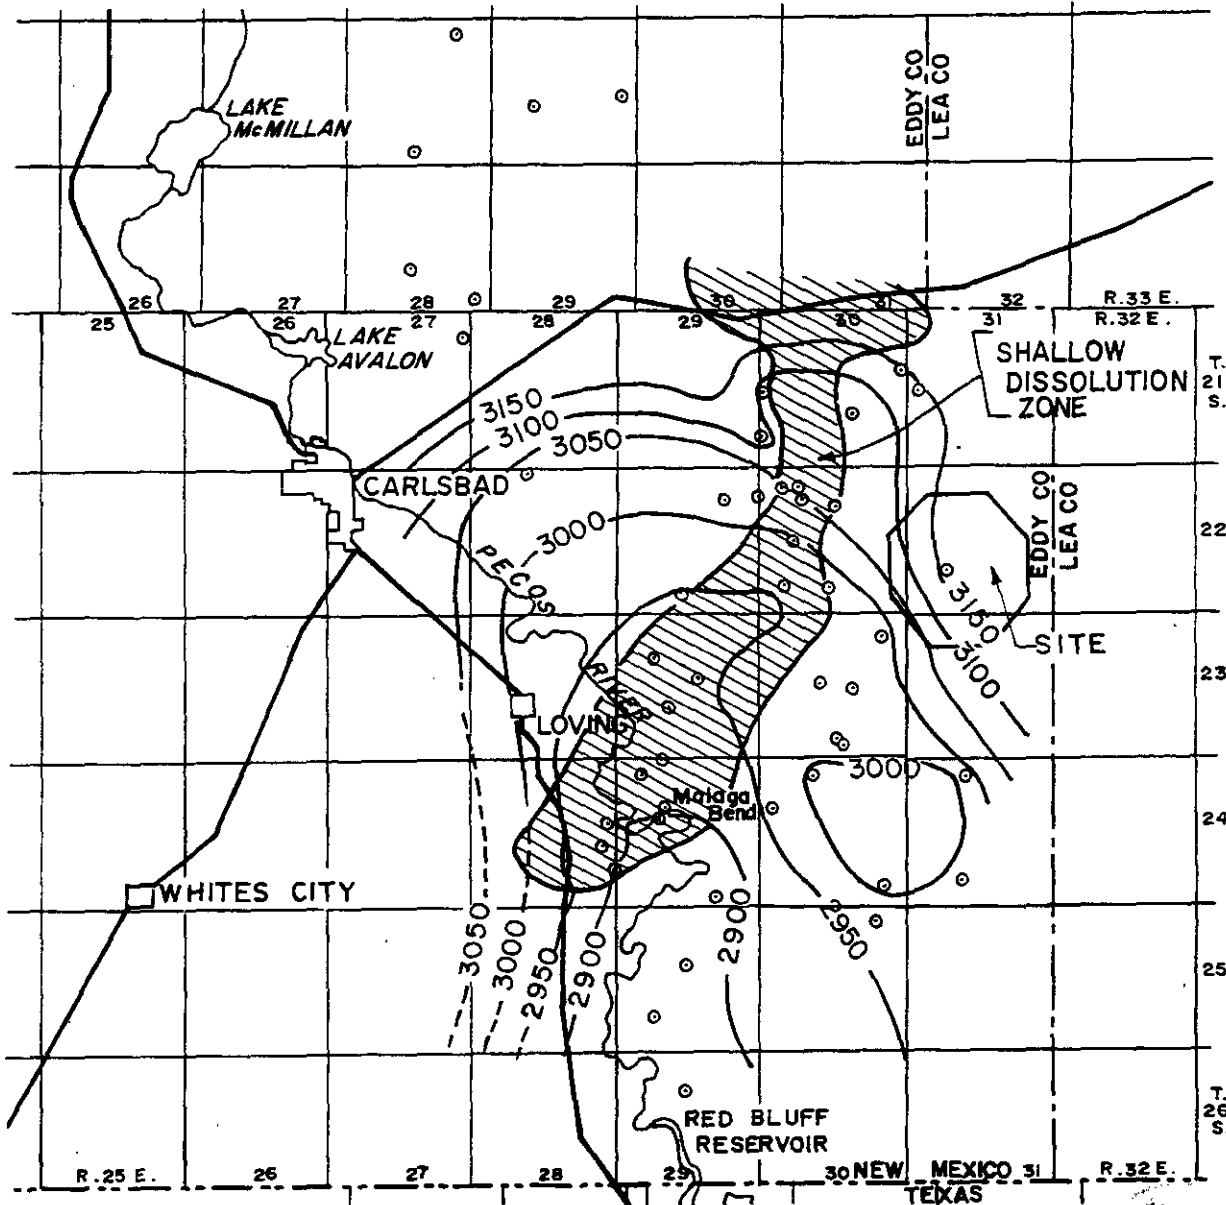 LAKE
McMILLAN
EDDY CO
LEA CO
26 27 28 29 30 31 32 R.33 E.
25 26 27 28 29 30 31 R.32 E.
LAKE
AVALON
SHALLOW
DISSOLUTION
ZONE
T.
21
S.
3150
3100
3050
CARLSBAD
EDDY CO
LEA CO
22
3000
PECOS
RIVER
3150
3100
SITE
23
LOVING
3000
Malaga
Bend
24
WHITES CITY
3050
3000
2950
2900
2900
2950
25
T.
26
S.
RED BLUFF
RESERVOIR
R.25 E. 26 27 28 29 30 NEW MEXICO 31 R.32 E.
TEXAS